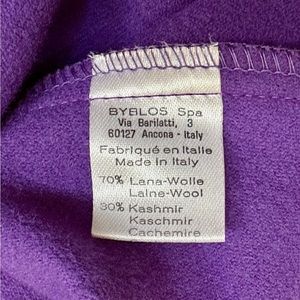 BYBLOS Spa
Via Barilatti, 3
60127 Ancona - Italy
Fabriqué en Italie
Made in Italy
70% Lana-Wolle
Laine-Wool
30% Kashmir
Kaschmir
Cachemire